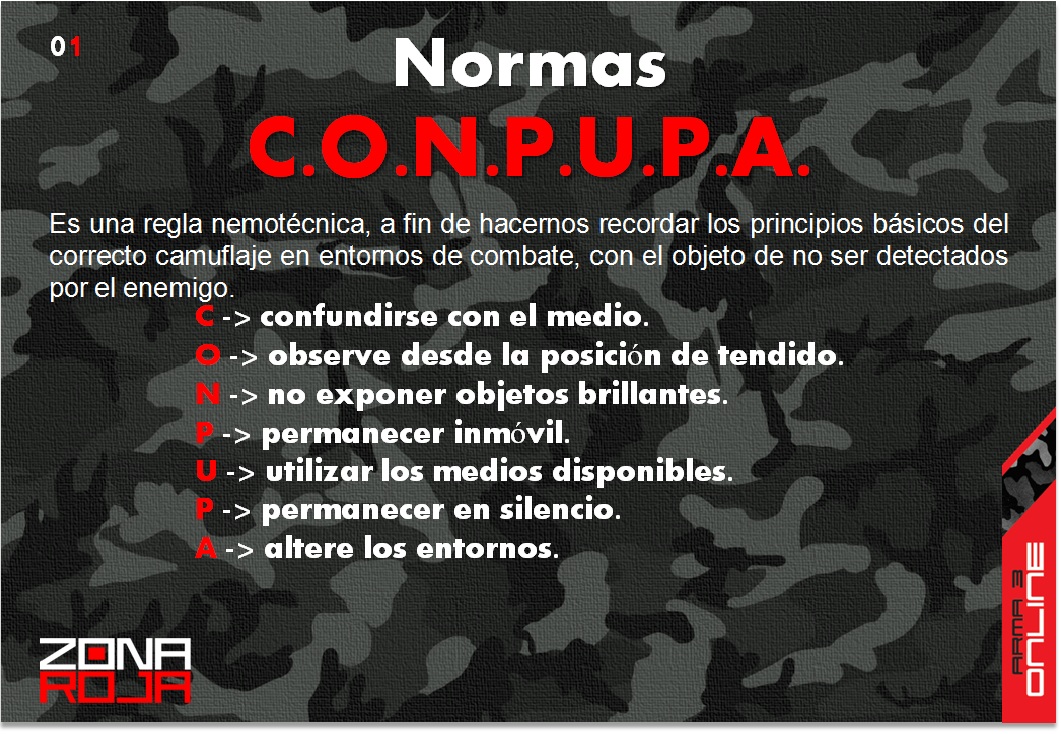 01
Normas
C.O.N.P.U.P.A.
Es una regla nemotécnica, a fin de hacernos recordar los principios básicos del
correcto camuflaje en entornos de combate, con el objeto de no ser detectados
por el enemigo.
C -> confundirse con el medio.
O -> observe desde la posición de tendido.
N -> no exponer objetos brillantes.
P -> permanecer inmóvil.
U -> utilizar los medios disponibles.
P -> permanecer en silencio.
A -> altere los entornos.
ZONA
ROJA
ARMA 3
ONLINE